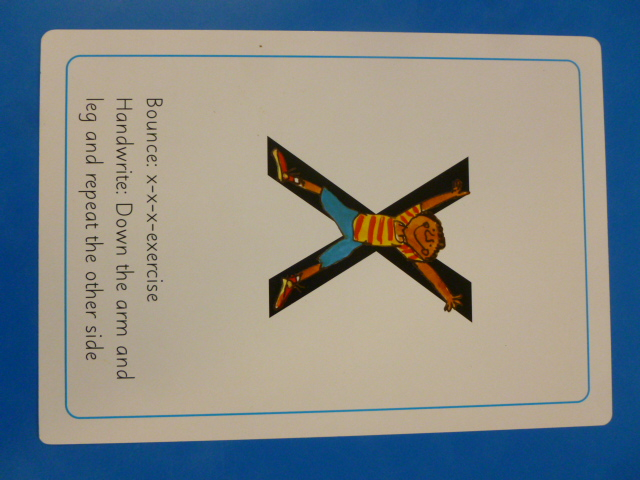 Bounce: x-x-x-exercise
Handwrite: Down the arm and
leg and repeat the other side